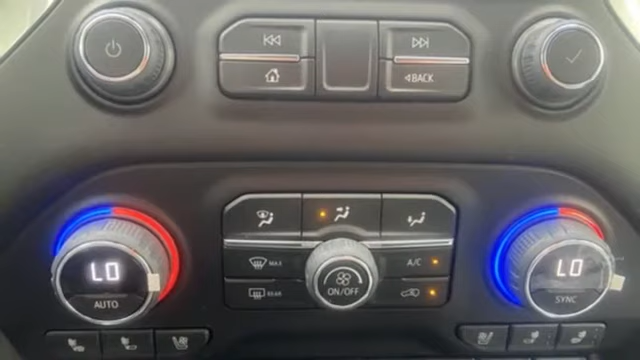 BACK
MAX
A/C
LO
LO
AUTO
REAR
ON/OFF
SYNC